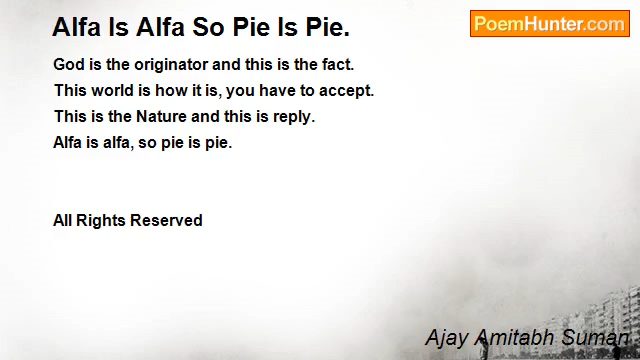 Alfa Is Alfa So Pie Is Pie.
PoemHunter.com
God is the originator and this is the fact.
This world is how it is, you have to accept.
This is the Nature and this is reply.
Alfa is alfa, so pie is pie.
All Rights Reserved
Ajay Amitabh Suman